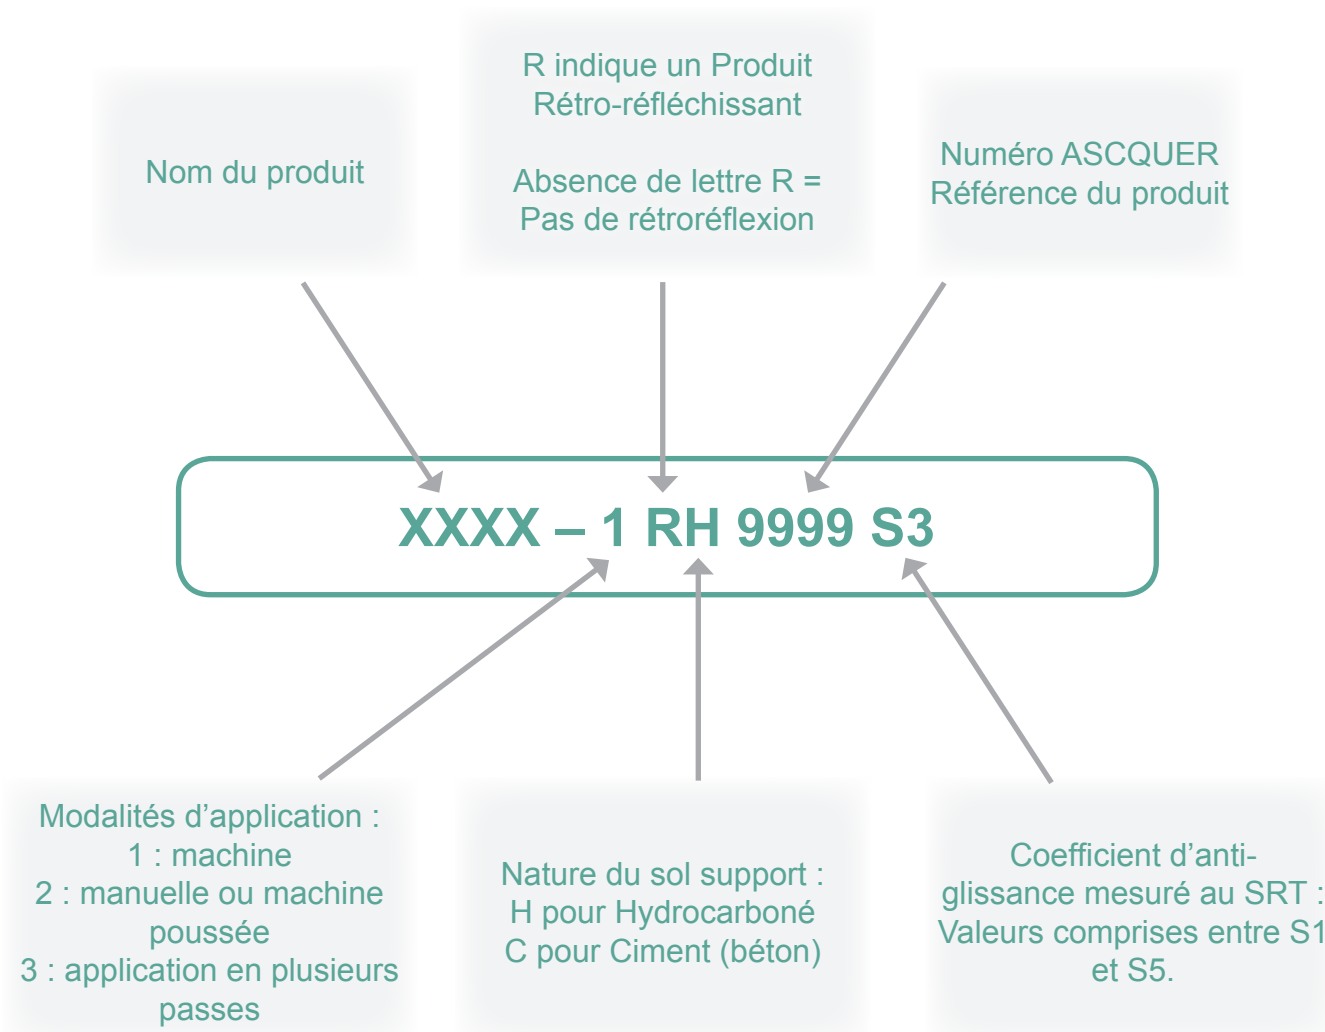 Nom du produit
R indique un Produit
Rétro-réfléchissant
Absence de lettre R =
Pas de rétroréflexion
Numéro ASCQUER
Référence du produit
XXXX – 1 RH 9999 S3
Modalités d’application :
1 : machine
2 : manuelle ou machine
poussée
3 : application en plusieurs
passes
Nature du sol support :
H pour Hydrocarboné
C pour Ciment (béton)
Coefficient d’anti-
glissance mesuré au SRT :
Valeurs comprises entre S1
et S5.